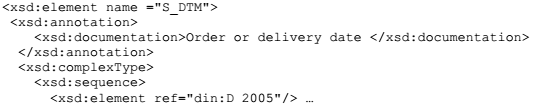 <xsd:element name ="S_DTM">
<xsd:annotation>
<xsd:documentation>Order or delivery date </xsd:documentation>
</xsd:annotation>
<xsd:complexType>
<xsd:sequence>
<xsd:element ref="din:D 2005"/> …